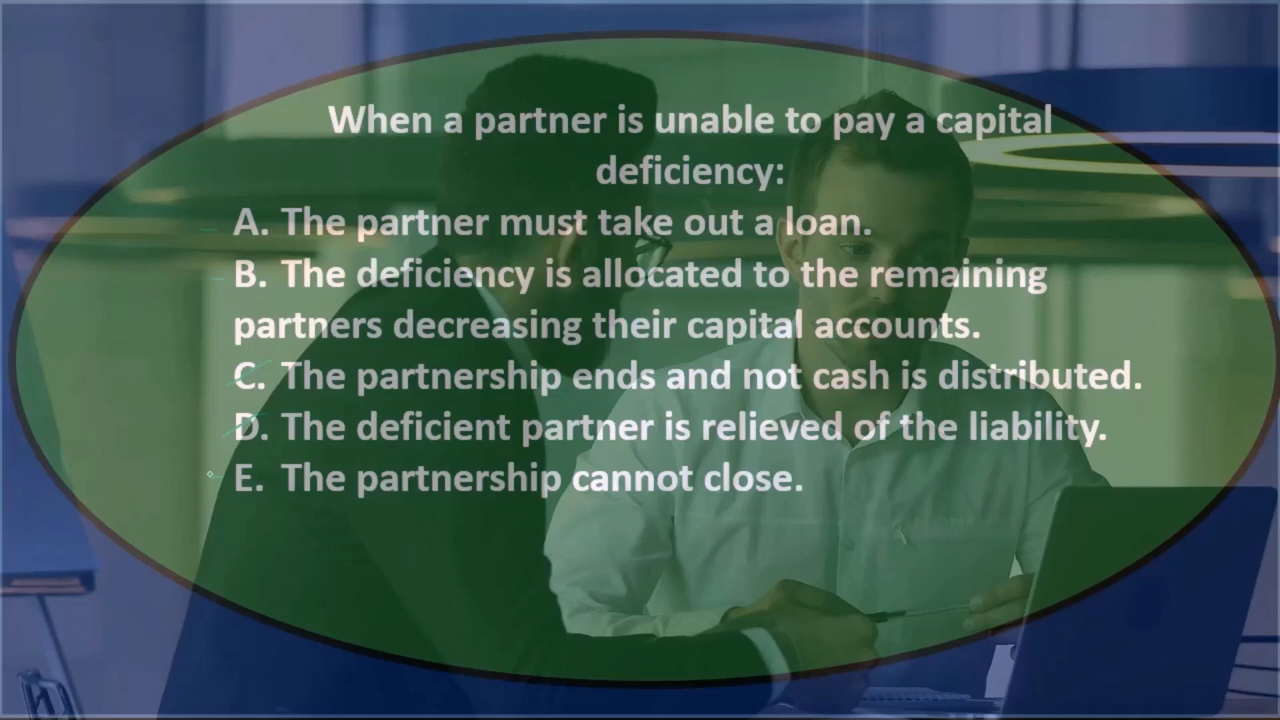 When a partner is unable to pay a capital
deficiency:
A. The partner must take out a loan.
B. The deficiency is allocated to the remaining
partners decreasing their capital accounts.
C. The partnership ends and not cash is distributed.
D. The deficient partner is relieved of the liability.
E. The partnership cannot close.